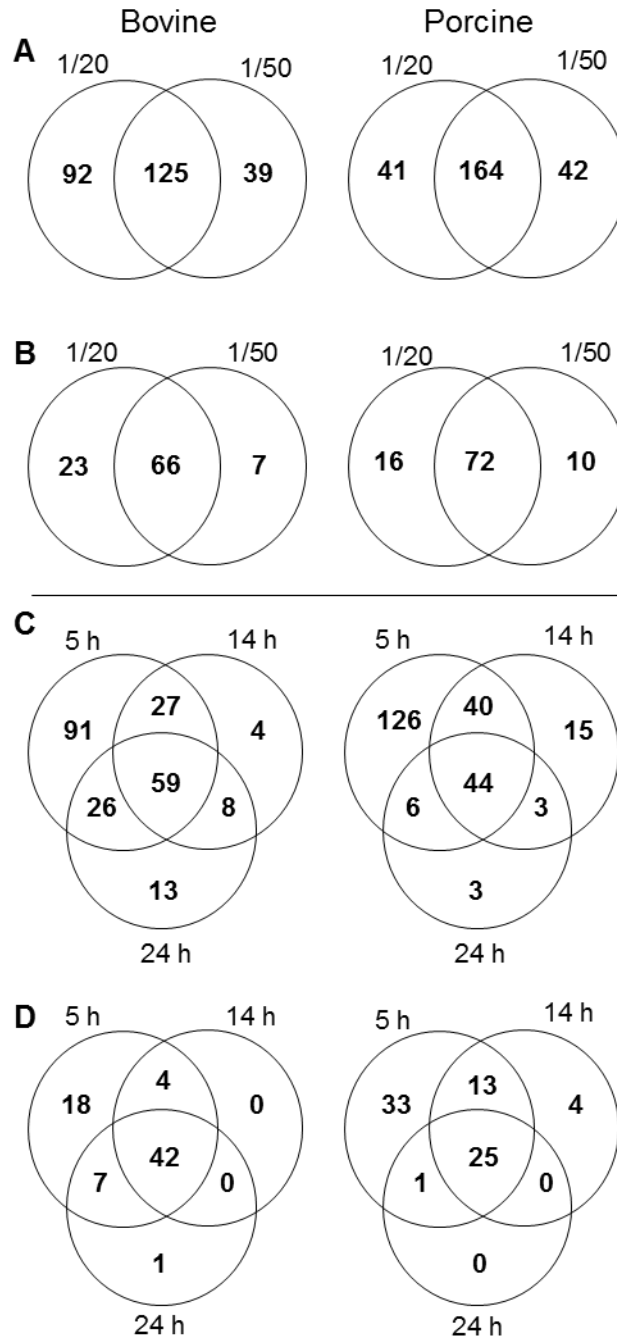 Bovine Porcine
A
1/20 1/50 1/20 1/50
92 125 39 41 164 42
B
1/20 1/50 1/20 1/50
23 66 7 16 72 10
C
5 h 14 h 5 h 14 h
91 27 4 126 40 15
59 44
26 8 6 3
13 3
24 h 24 h
D
5 h 14 h 5 h 14 h
18 4 0 33 13 4
42 25
7 0 1 0
1 0
24 h 24 h